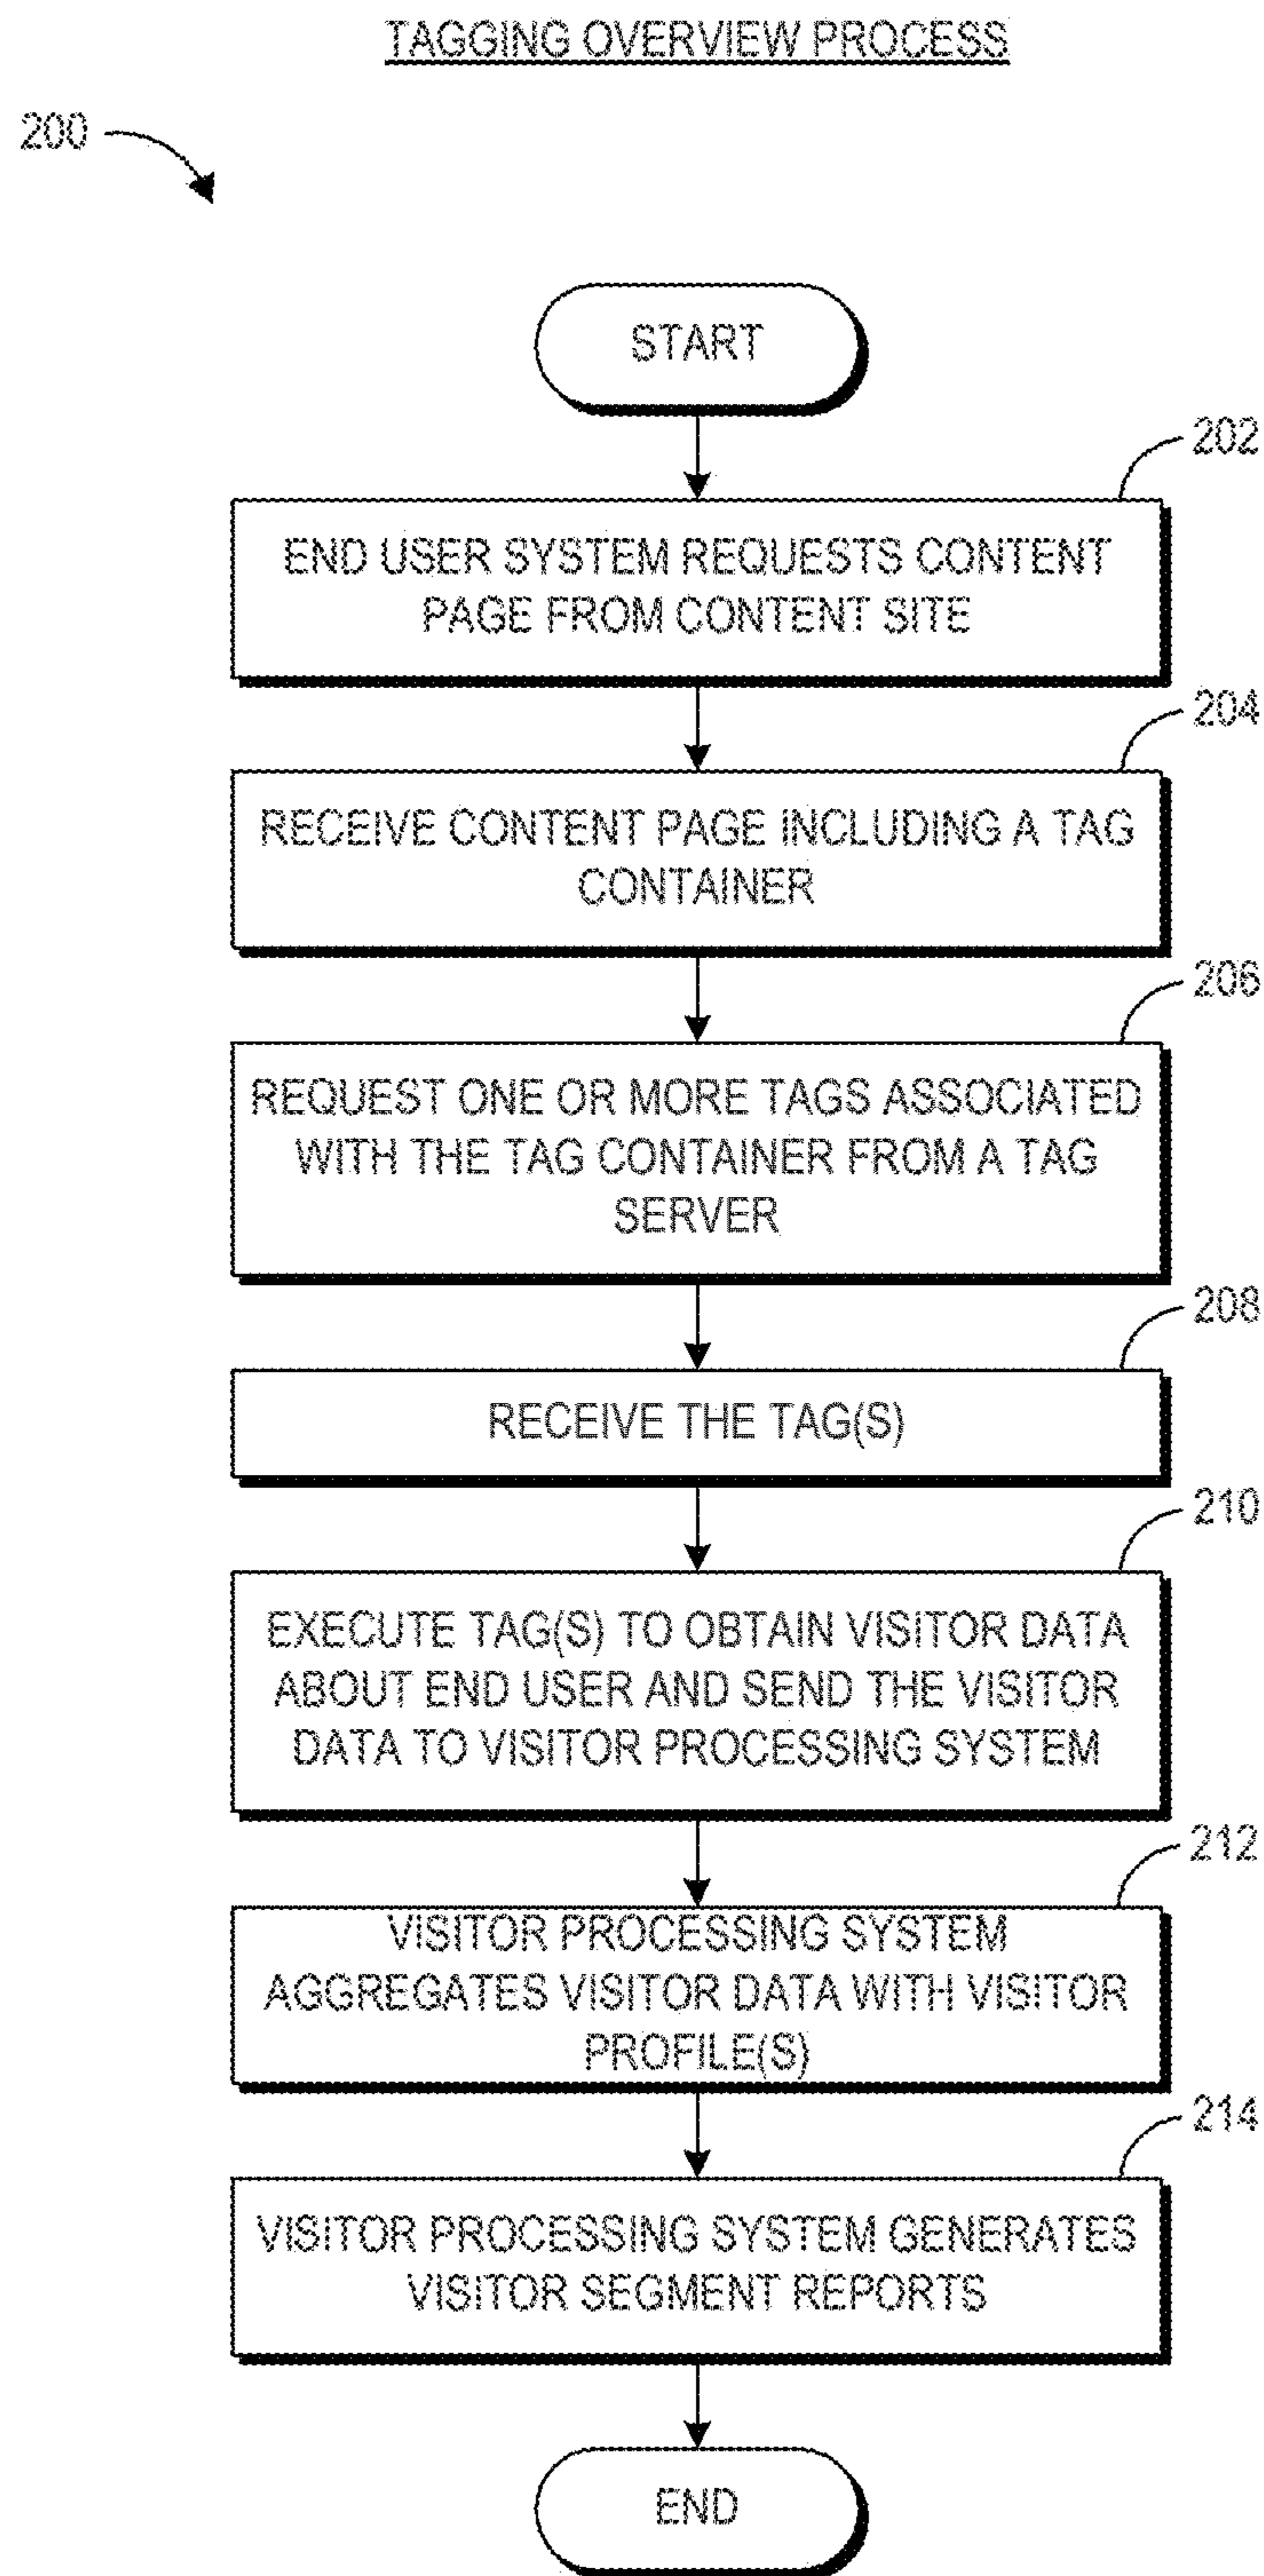 TAGGING OVERVIEW PROCESS
200
START
202
END USER SYSTEM REQUESTS CONTENT
PAGE FROM CONTENT SITE
204
RECEIVE CONTENT PAGE INCLUDING A TAG
CONTAINER
206
REQUEST ONE OR MORE TAGS ASSOCIATED
WITH THE TAG CONTAINER FROM A TAG
SERVER
208
RECEIVE THE TAG(S)
210
EXECUTE TAG(S) TO OBTAIN VISITOR DATA
ABOUT END USER AND SEND THE VISITOR
DATA TO VISITOR PROCESSING SYSTEM
212
VISITOR PROCESSING SYSTEM
AGGREGATES VISITOR DATA WITH VISITOR
PROFILE(S)
214
VISITOR PROCESSING SYSTEM GENERATES
VISITOR SEGMENT REPORTS
END